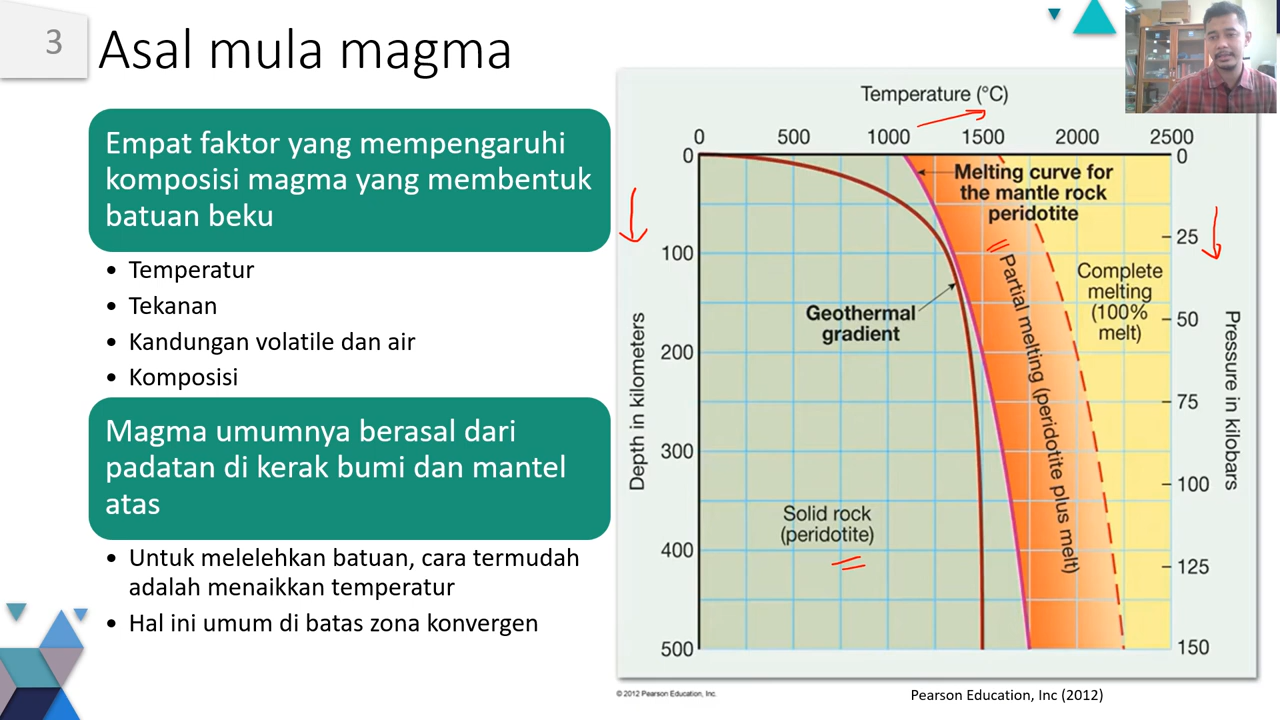 3
Asal mula magma
Empat faktor yang mempengaruhi
komposisi magma yang membentuk
batuan beku
• Temperatur
• Tekanan
• Kandungan volatile dan air
• Komposisi
Magma umumnya berasal dari
padatan di kerak bumi dan mantel
atas
• Untuk melelehkan batuan, cara termudah
adalah menaikkan temperatur
• Hal ini umum di batas zona konvergen
Temperature (°C)
0 500 1000 1500 2000 2500
0
100
200
300
400
500
Depth in kilometers
Melting curve for
the mantle rock
peridotite
Geothermal
gradient
Partial melting (peridotite plus melt)
Complete
melting
(100%
melt)
Solid rock
(peridotite)
0
25
50
75
100
125
150
Pressure in kilobars
© 2012 Pearson Education, Inc.
Pearson Education, Inc (2012)